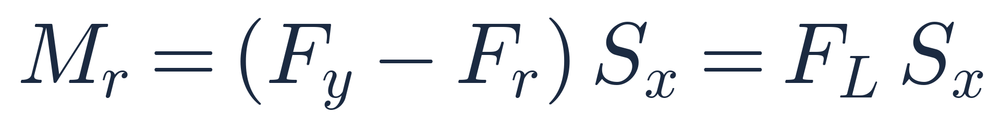 M_r = (F_y − F_r) S_x = F_L S_x